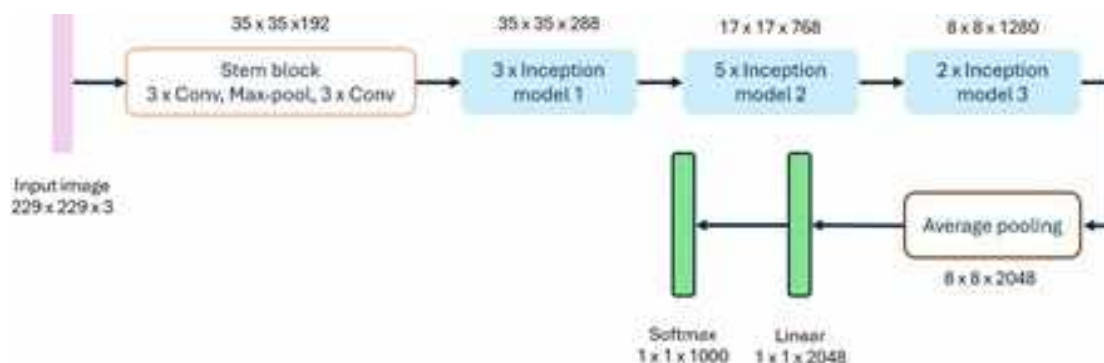 35 x 35 x192
35 x 35 x 288
17 x 17 x 768
8 x 8 x 1280
Stem block
3 x Conv, Max-pool, 3 x Conv
3 x Inception
model 1
5 x Inception
model 2
2 x Inception
model 3
Input image
229 x 229 x 3
Average pooling
8 x 8 x 2048
Softmax
1 x 1 x 1000
Linear
1 x 1 x 2048